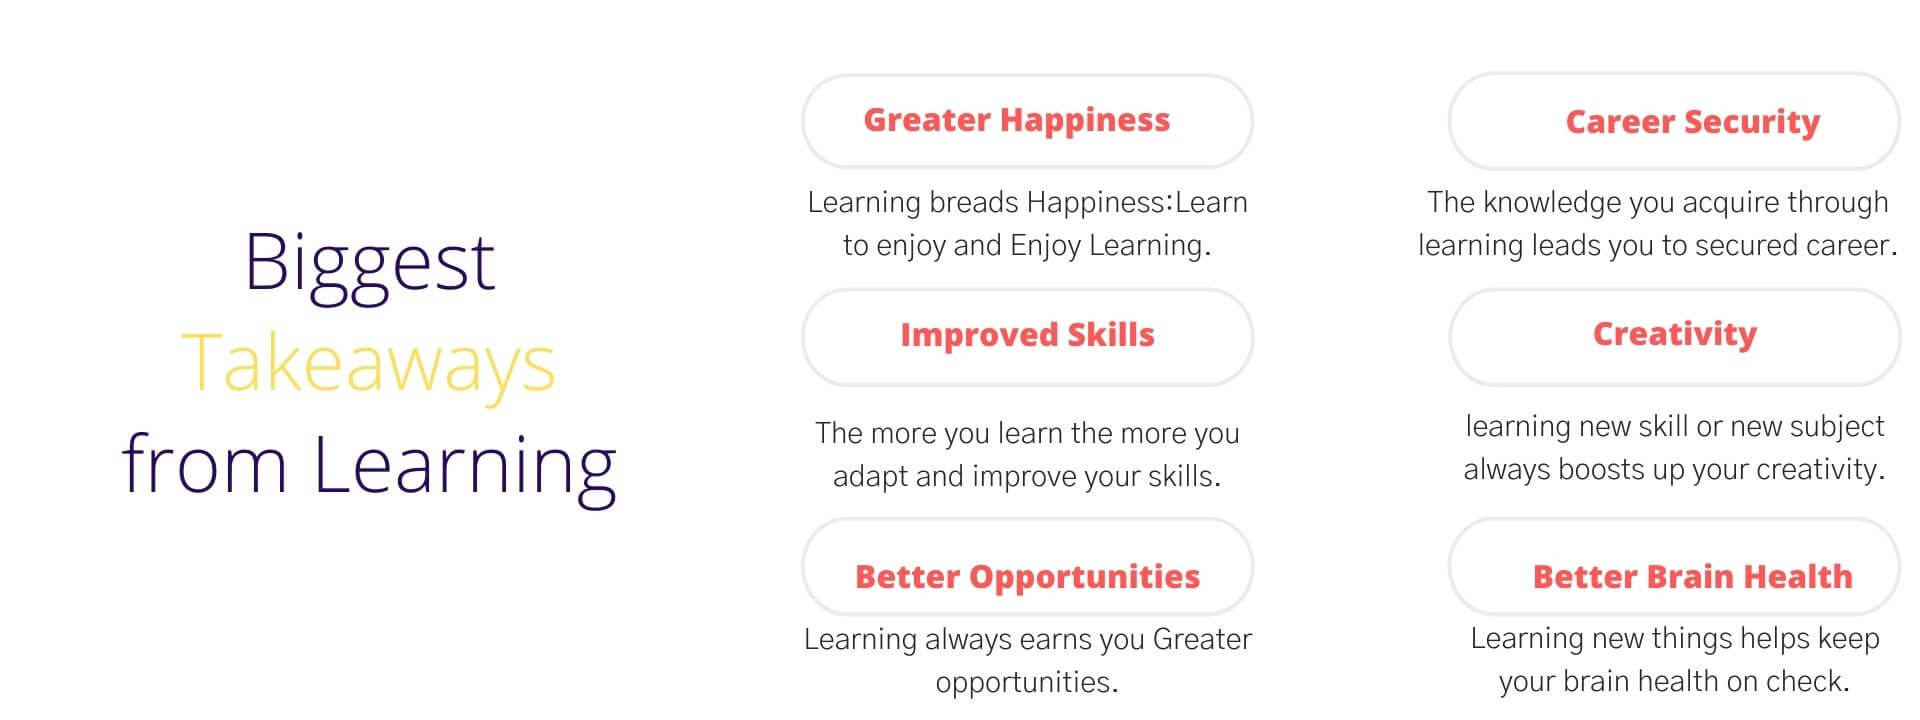 Biggest
Takeaways
from Learning
Greater Happiness
Learning breads Happiness:Learn
to enjoy and Enjoy Learning.
Improved Skills
The more you learn the more you
adapt and improve your skills.
Better Opportunities
Learning always earns you Greater
opportunities.
Career Security
The knowledge you acquire through
learning leads you to secured career.
Creativity
learning new skill or new subject
always boosts up your creativity.
Better Brain Health
Learning new things helps keep
your brain health on check.